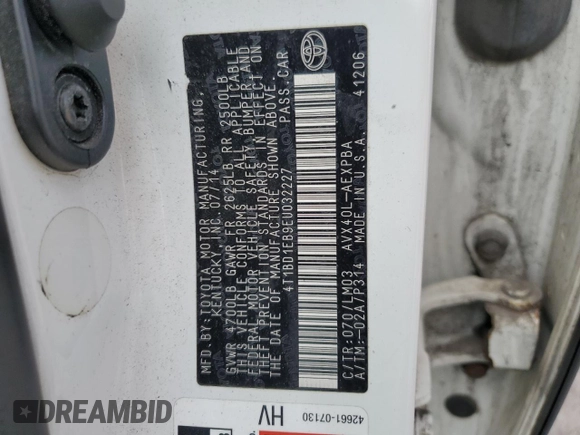 MFD.BY:TOYOTA MOTOR MANUFACTURING,
KENTUCKY, INC. 07/14
GVWR 4700LB GAWR FR 2625LB RR 2500LB
THIS VEHICLE CONFORMS TO ALL APPLICABLE
FEDERAL MOTOR VEHICLE SAFETY, BUMPER, AND
THEFT PREVENTION STANDARDS IN EFFECT ON
THE DATE OF MANUFACTURE SHOWN ABOVE.
4T1BD1EB9EU032227 PASS.CAR
C/TR:070/LM03 AVX40L-AEXPBA
A/TM:-02A/P314 MADE IN U.S.A. 41206
42661-07130
HV
DID.BIDFAX.INFO